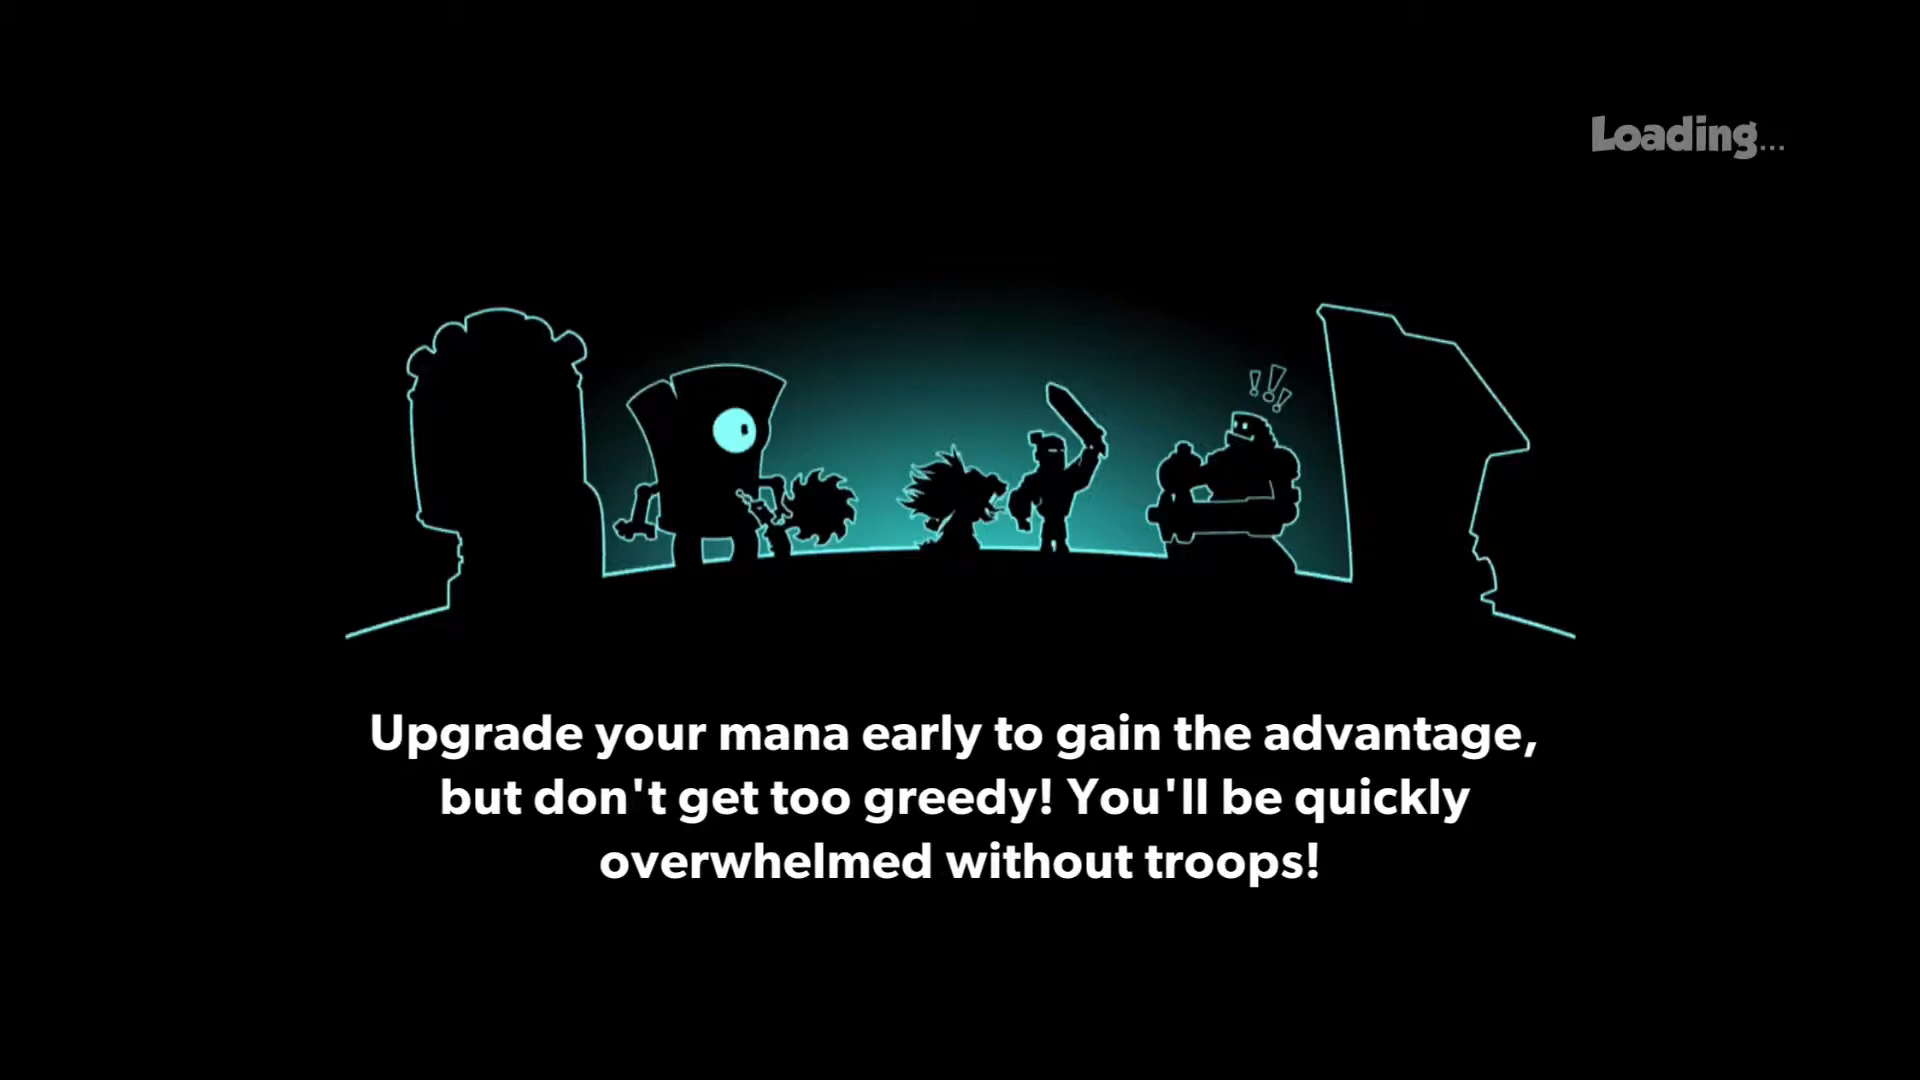 Loading...
!!!
Upgrade your mana early to gain the advantage,
but don't get too greedy! You'll be quickly
overwhelmed without troops!